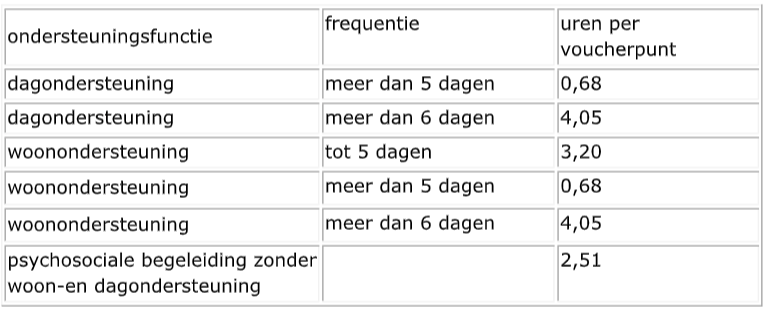 ondersteuningsfunctie frequentie uren per
voucherpunt
dagondersteuning meer dan 5 dagen 0,68
dagondersteuning meer dan 6 dagen 4,05
woonondersteuning tot 5 dagen 3,20
woonondersteuning meer dan 5 dagen 0,68
woonondersteuning meer dan 6 dagen 4,05
psychosociale begeleiding zonder 2,51
woon-en dagondersteuning